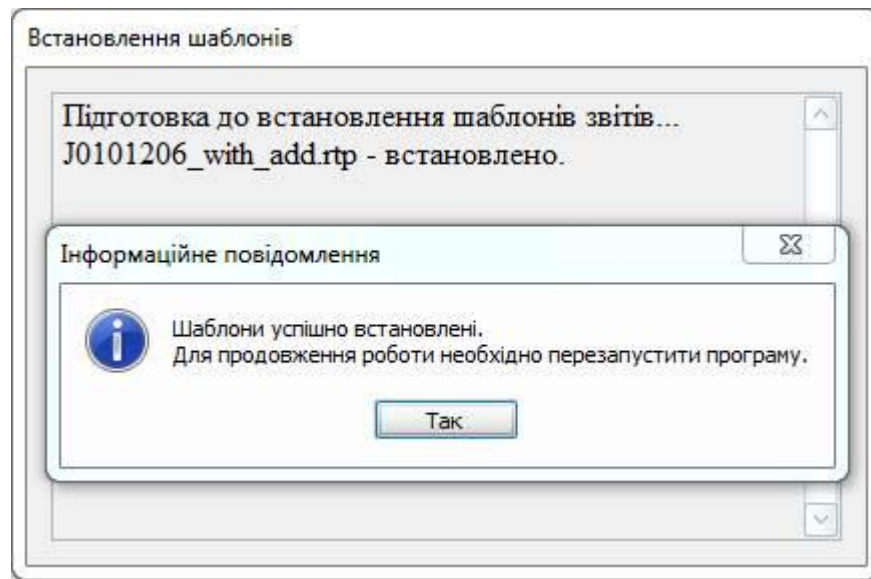 Встановлення шаблонів
Підготовка до встановлення шаблонів звітів...
J0101206_with_add.rtp - встановлено.
Інформаційне повідомлення
Шаблони успішно встановлені.
Для продовження роботи необхідно перезапустити програму.
Так